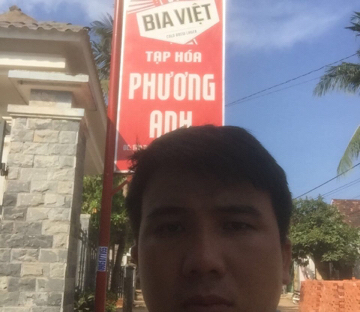 BIA VIỆT
TẠP HÓA
PHƯƠNG
ANH